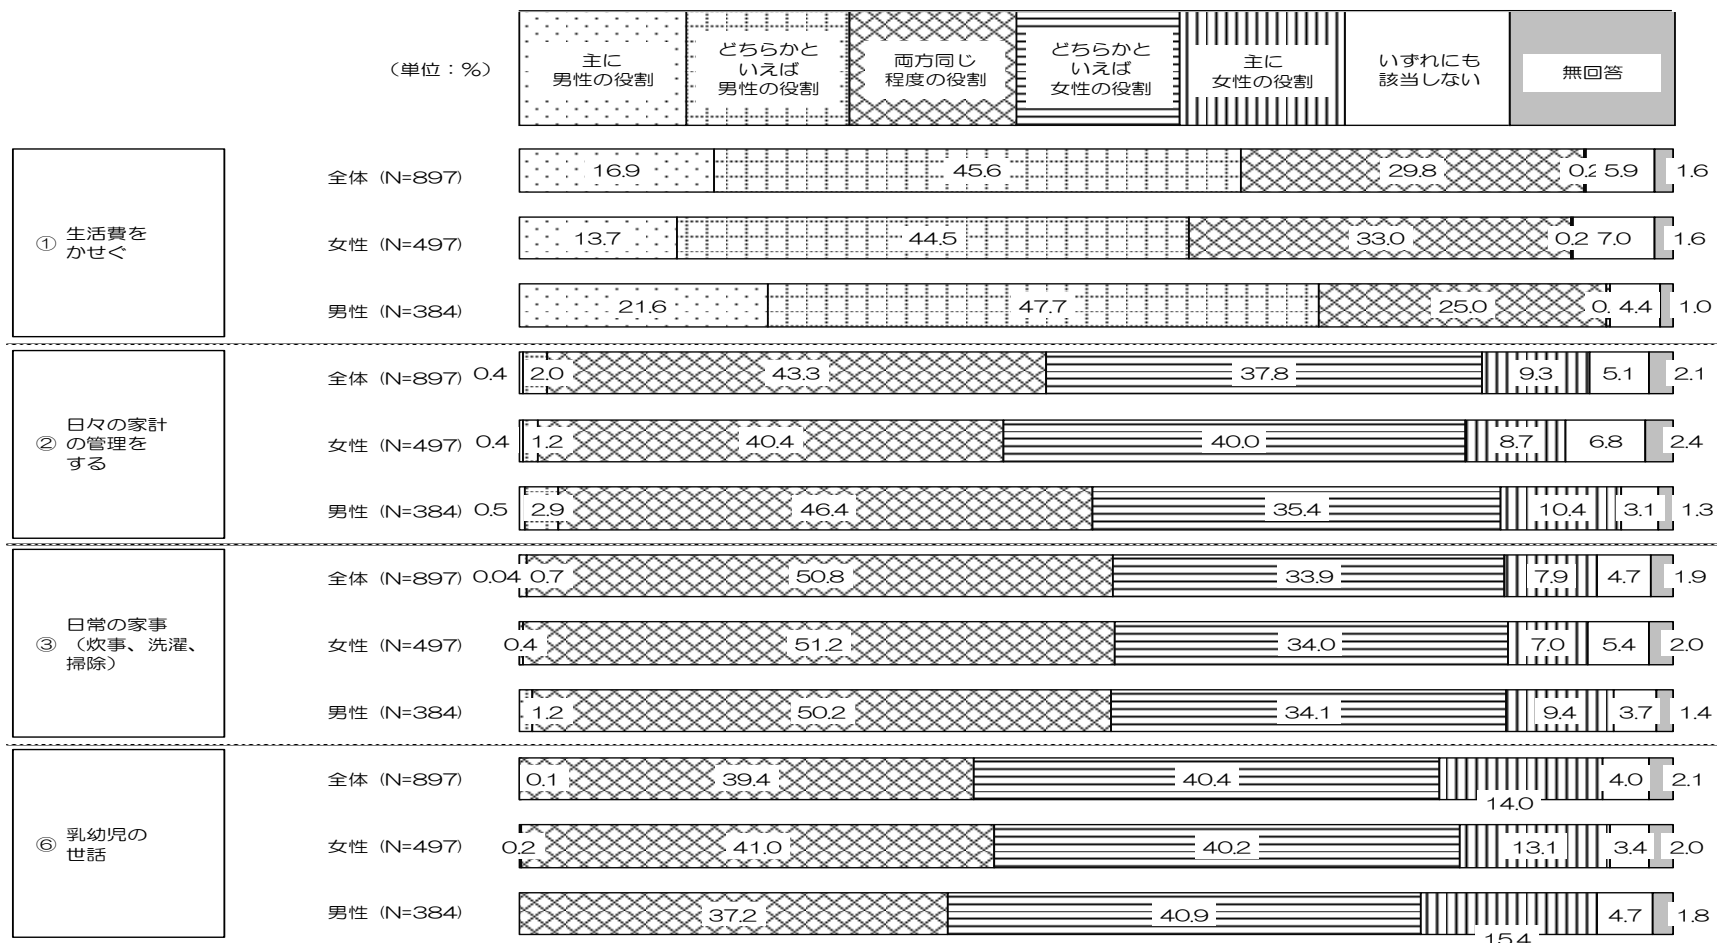 （単位：%）
主に
男性の役割
どちらかと
いえば
男性の役割
両方同じ
程度の役割
どちらかと
いえば
女性の役割
主に
女性の役割
いずれにも
該当しない
無回答
① 生活費を
かせぐ
全体 (N=897) 16.9 45.6 29.8 0.2 5.9 1.6
女性 (N=497) 13.7 44.5 33.0 0.2 7.0 1.6
男性 (N=384) 21.6 47.7 25.0 0. 4.4 1.0
② 日々の家計
の管理を
する
全体 (N=897) 0.4 2.0 43.3 37.8 9.3 5.1 2.1
女性 (N=497) 0.4 1.2 40.4 40.0 8.7 6.8 2.4
男性 (N=384) 0.5 2.9 46.4 35.4 10.4 3.1 1.3
③ 日常の家事
（炊事、洗濯、
掃除）
全体 (N=897) 0.04 0.7 50.8 33.9 7.9 4.7 1.9
女性 (N=497) 0.4 51.2 34.0 7.0 5.4 2.0
男性 (N=384) 1.2 50.2 34.1 9.4 3.7 1.4
⑥ 乳幼児の
世話
全体 (N=897) 0.1 39.4 40.4 14.0 4.0 2.1
女性 (N=497) 0.2 41.0 40.2 13.1 3.4 2.0
男性 (N=384) 37.2 40.9 15.4 4.7 1.8